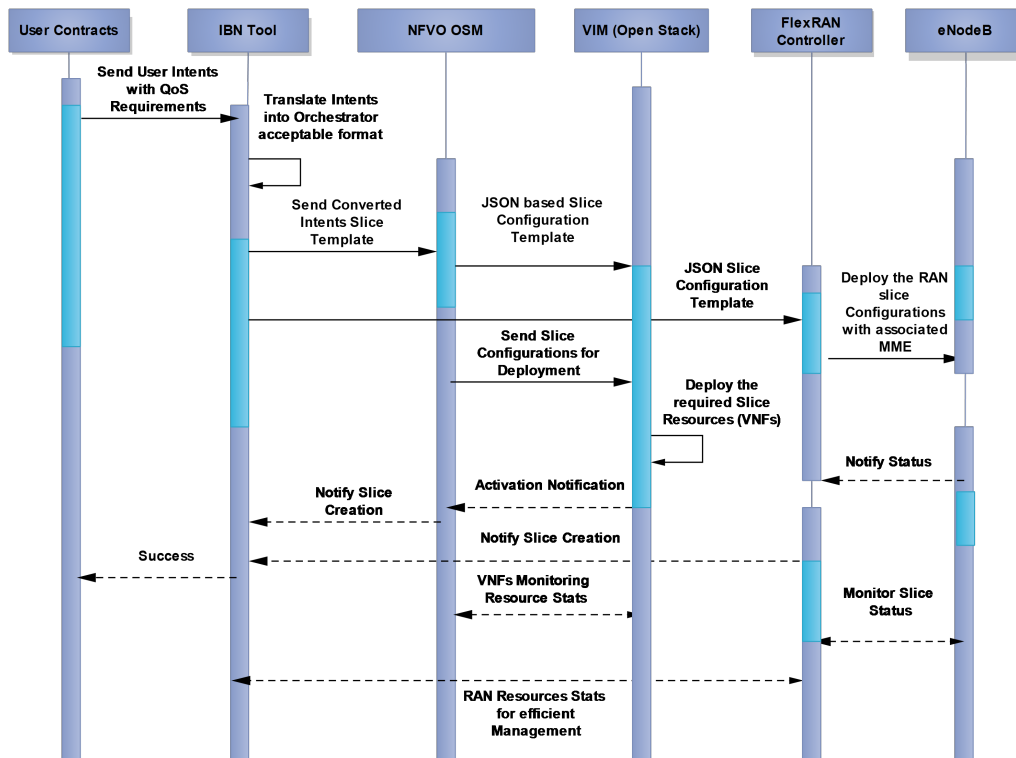 User Contracts
IBN Tool
NFVO OSM
VIM (Open Stack)
FlexRAN
Controller
eNodeB
Send User Intents
with QoS
Requirements
Translate Intents
into Orchestrator
acceptable format
Send Converted
Intents Slice
Template
JSON based Slice
Configuration
Template
JSON Slice
Configuration
Template
Deploy the RAN
slice
Configurations
with associated
MME
Send Slice
Configurations for
Deployment
Deploy the
required Slice
Resources (VNFs)
Notify Status
Activation Notification
Notify Slice
Creation
Notify Slice Creation
Success
VNFs Monitoring
Resource Stats
Monitor Slice
Status
RAN Resources Stats
for efficient
Management